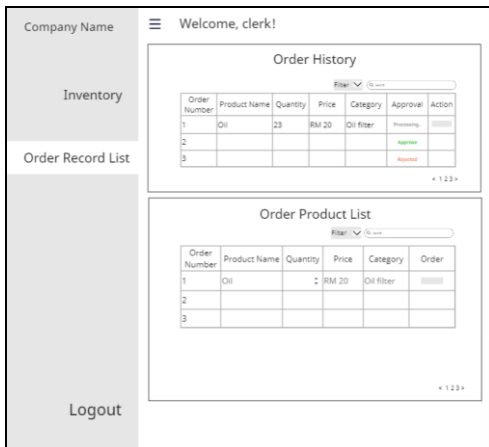 Company Name
Inventory
Order Record List
Logout
☰ Welcome, clerk!
Order History
Filter Search
Order Number Product Name Quantity Price Category Approval Action
1 Oil 23 RM 20 Oil filter Processing..
2 Approved
3 Rejected
« 1 2 3 »
Order Product List
Filter Search
Order Number Product Name Quantity Price Category Order
1 Oil RM 20 Oil filter
2
3
« 1 2 3 »